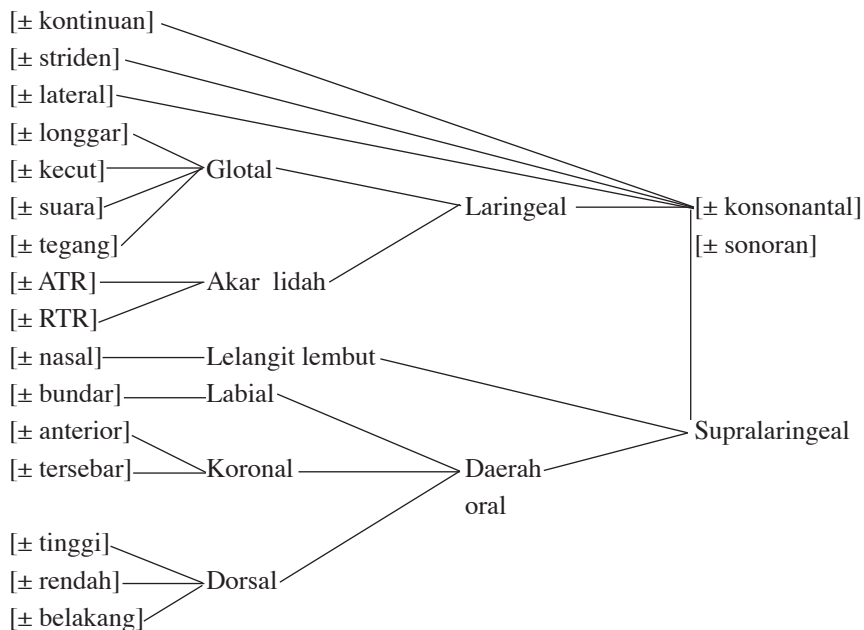 [± kontinuan]
[± striden]
[± lateral]
[± longgar]
[± kecut] Glotal
[± suara] Laringeal [± konsonantal]
[± tegang] [± sonoran]
[± ATR] Akar lidah
[± RTR]
[± nasal] Lelangit lembut
[± bundar] Labial
[± anterior] Supralaringeal
[± tersebar] Koronal Daerah
oral
[± tinggi]
[± rendah] Dorsal
[± belakang]